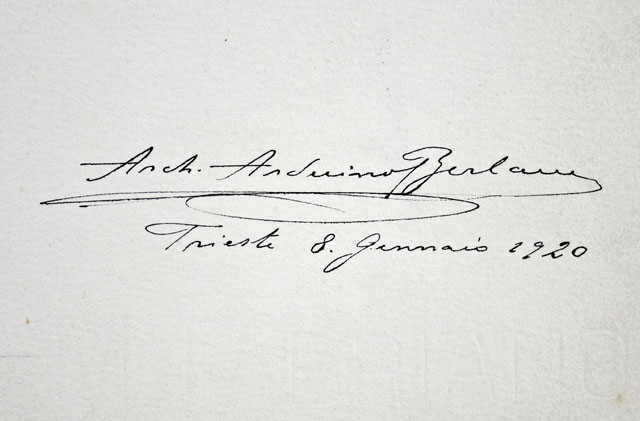 Arch. Arduino Berlam
Trieste 8. Gennaio 1920